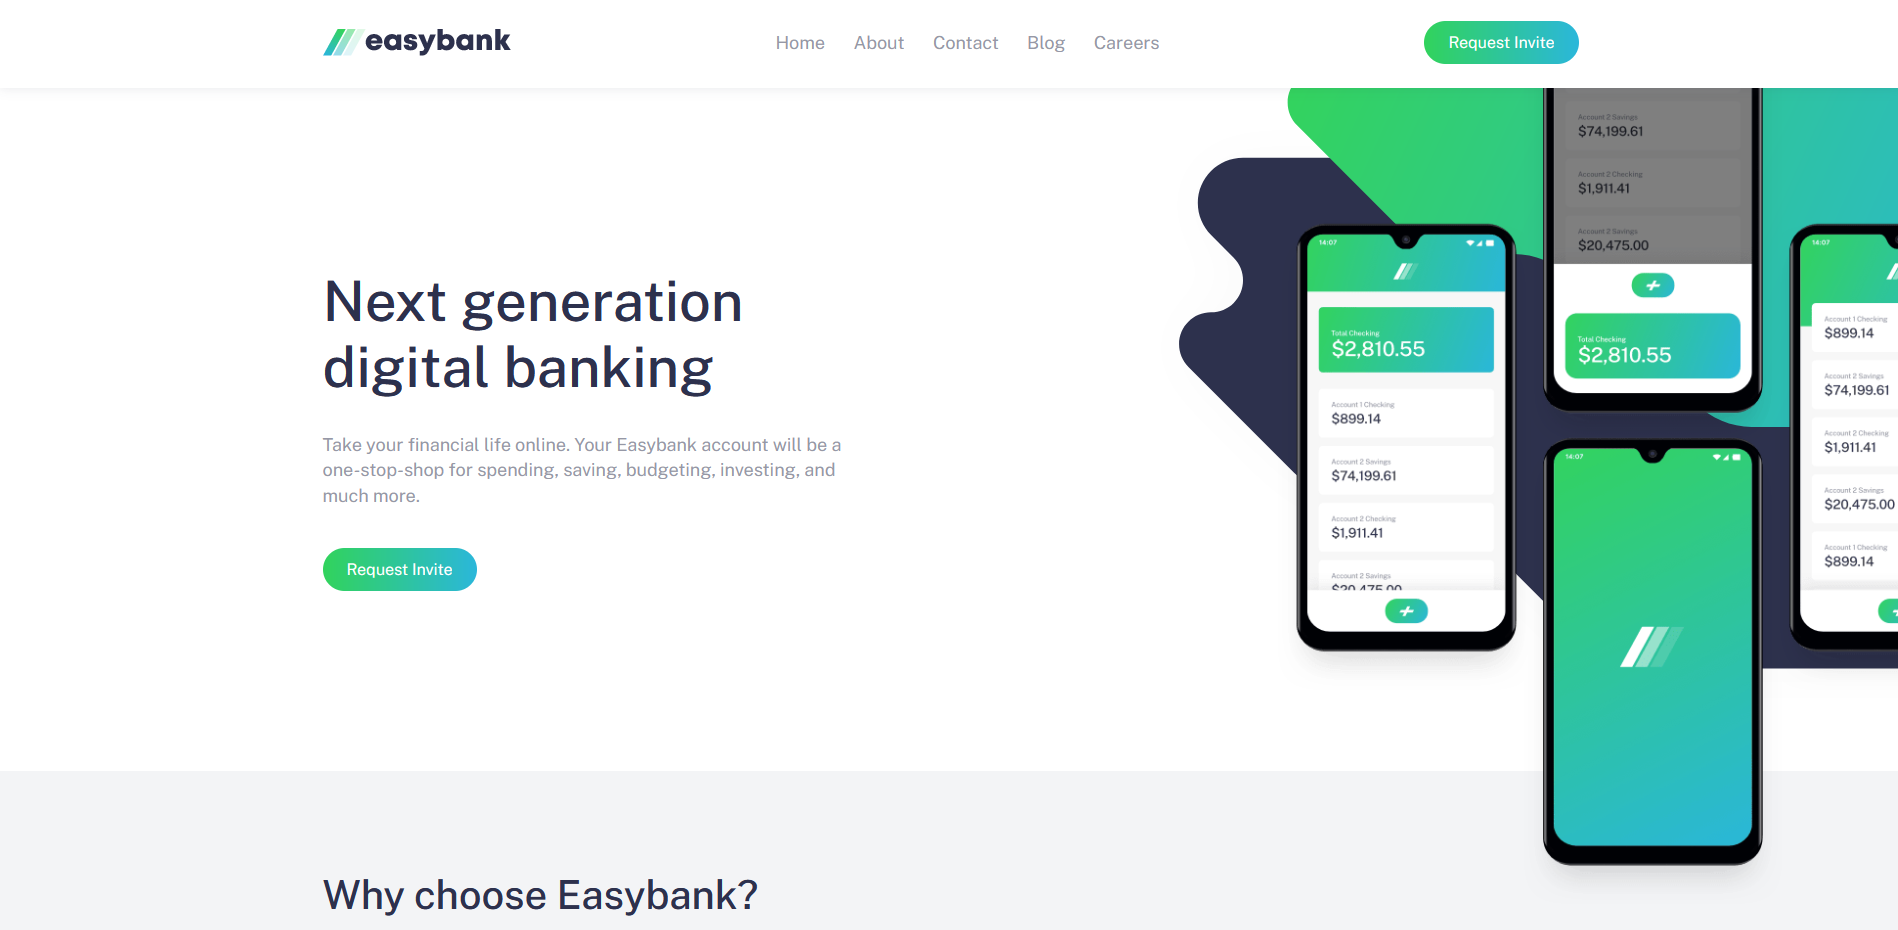 easybank
Home About Contact Blog Careers
Request Invite
Next generation
digital banking
Take your financial life online. Your Easybank account will be a
one-stop-shop for spending, saving, budgeting, investing, and
much more.
Request Invite
14:07
Total Checking
$2,810.55
Account 1 Checking
$899.14
Account 2 Savings
$74,199.61
Account 2 Checking
$1,911.41
Account 2 Savings
$20,475.00
Account 2 Savings
$74,199.61
Account 2 Checking
$1,911.41
Account 2 Savings
$20,475.00
Total Checking
$2,810.55
14:07
14:07
Account 1 Checking
$899.14
Account 2 Savings
$74,199.61
Account 2 Checking
$1,911.41
Account 2 Savings
$20,475.00
Account 1 Checking
$899.14
Why choose Easybank?